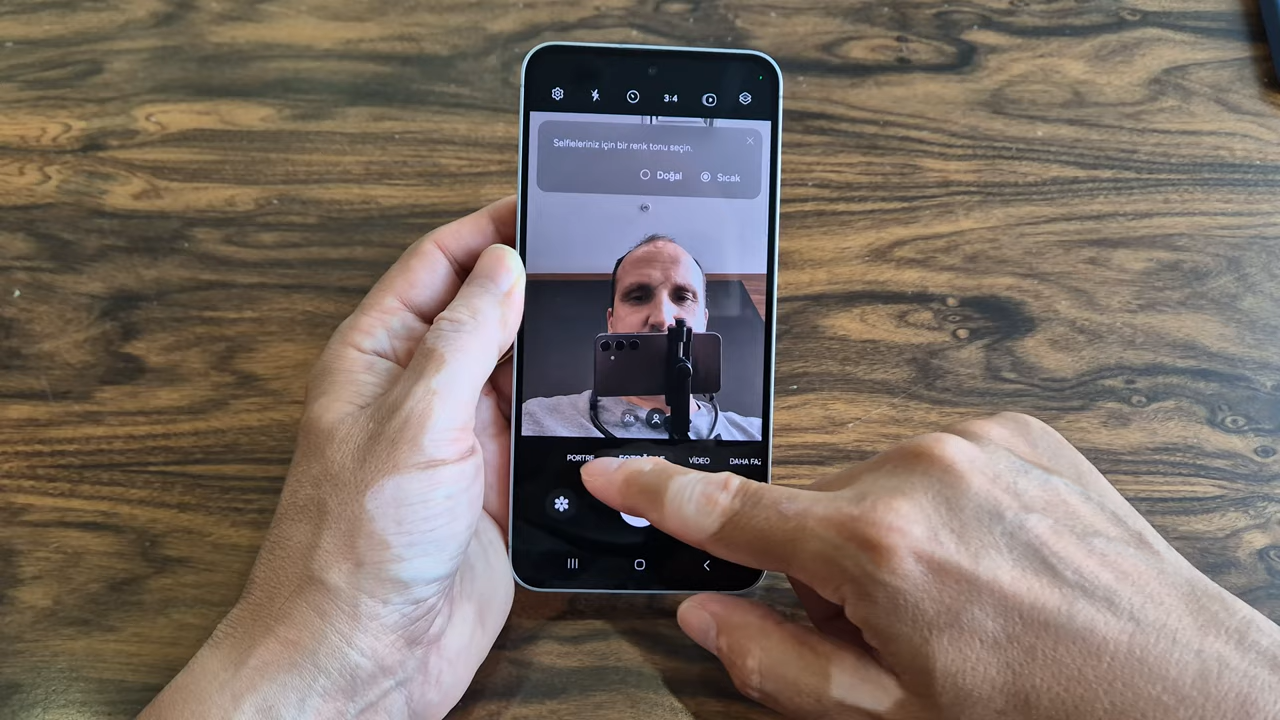 3:4
Selfieleriniz için bir renk tonu seçin.
Doğal Sıcak
PORTRE VİDEO DAHA FAZ